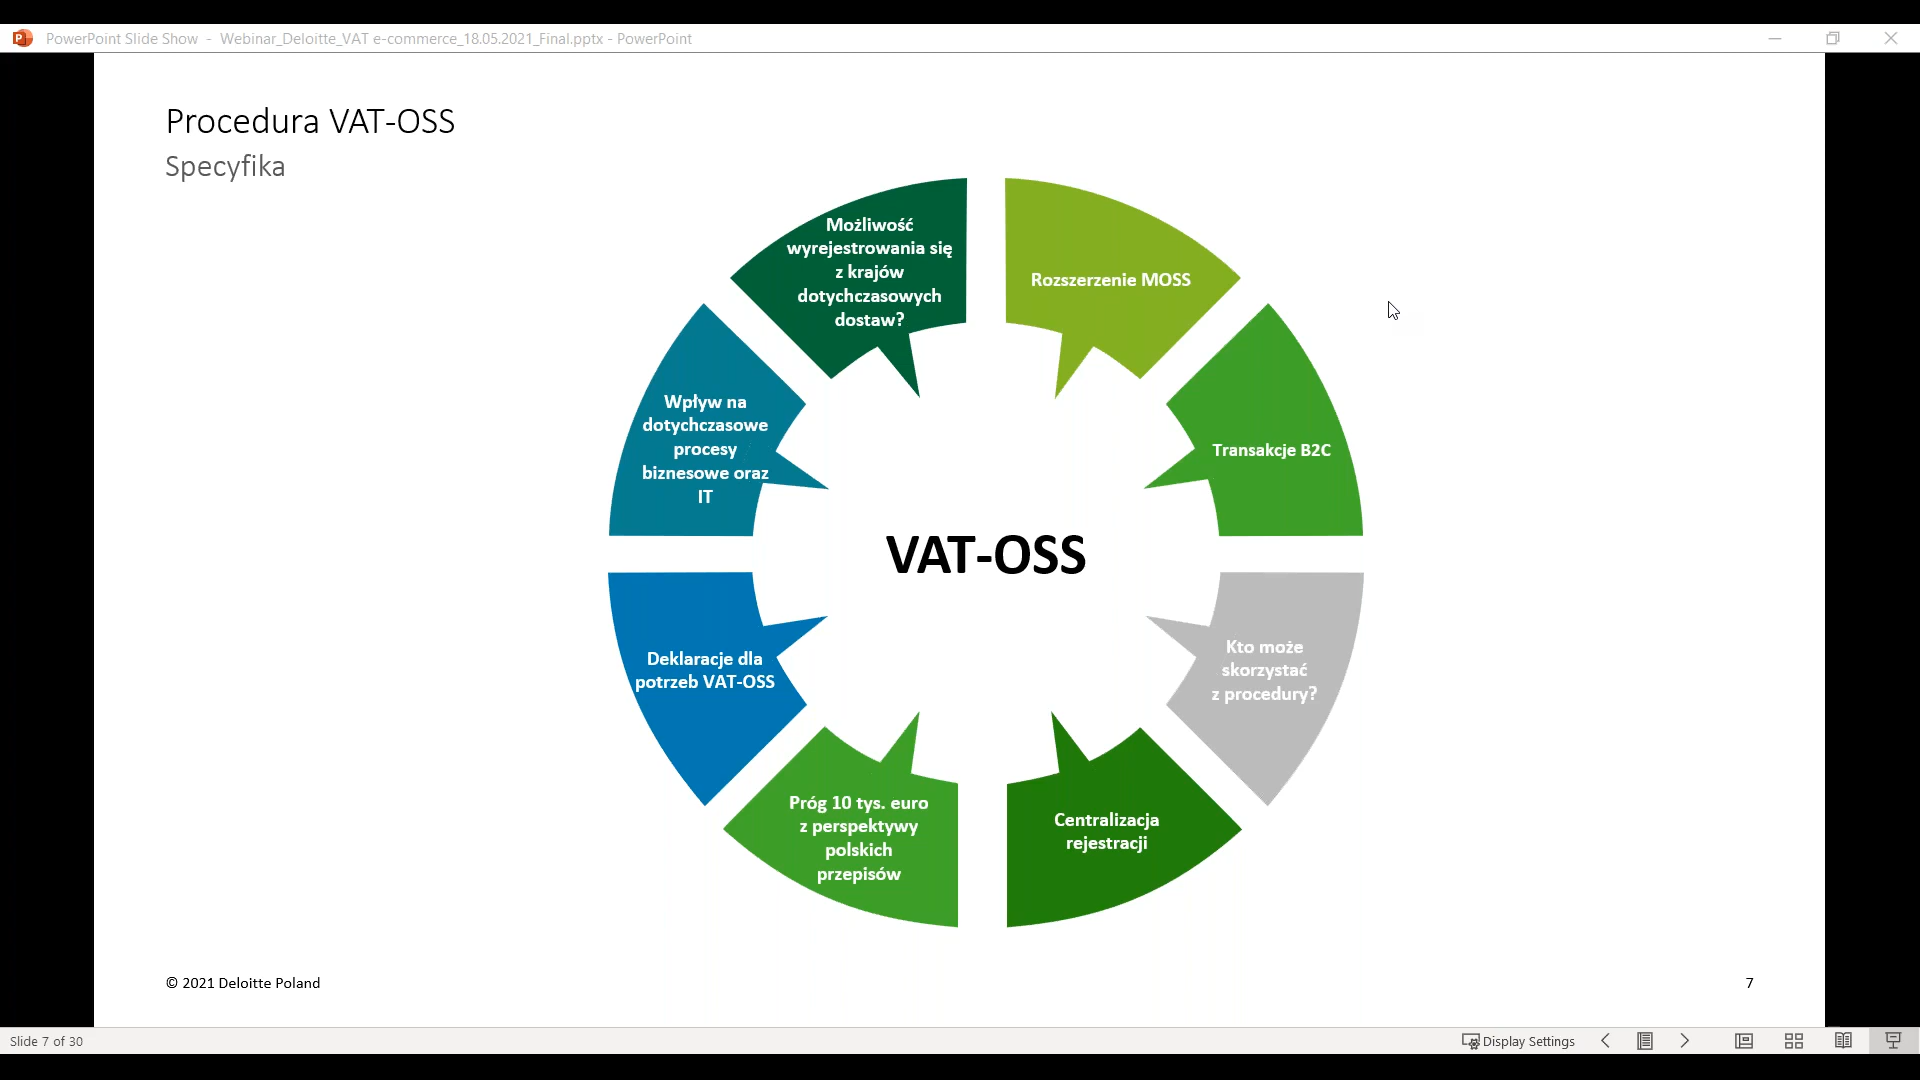 PowerPoint Slide Show - Webinar_Deloitte_VAT e-commerce_18.05.2021_Final.pptx - PowerPoint
Procedura VAT-OSS
Specyfika
Możliwość
wyrejestrowania się
z krajów
dotychczasowych
dostaw?
Rozszerzenie MOSS
Wpływ na
dotychczasowe
procesy
biznesowe oraz
IT
Transakcje B2C
VAT-OSS
Deklaracje dla
potrzeb VAT-OSS
Kto może
skorzystać
z procedury?
Próg 10 tys. euro
z perspektywy
polskich
przepisów
Centralizacja
rejestracji
© 2021 Deloitte Poland
7
Slide 7 of 30
Display Settings